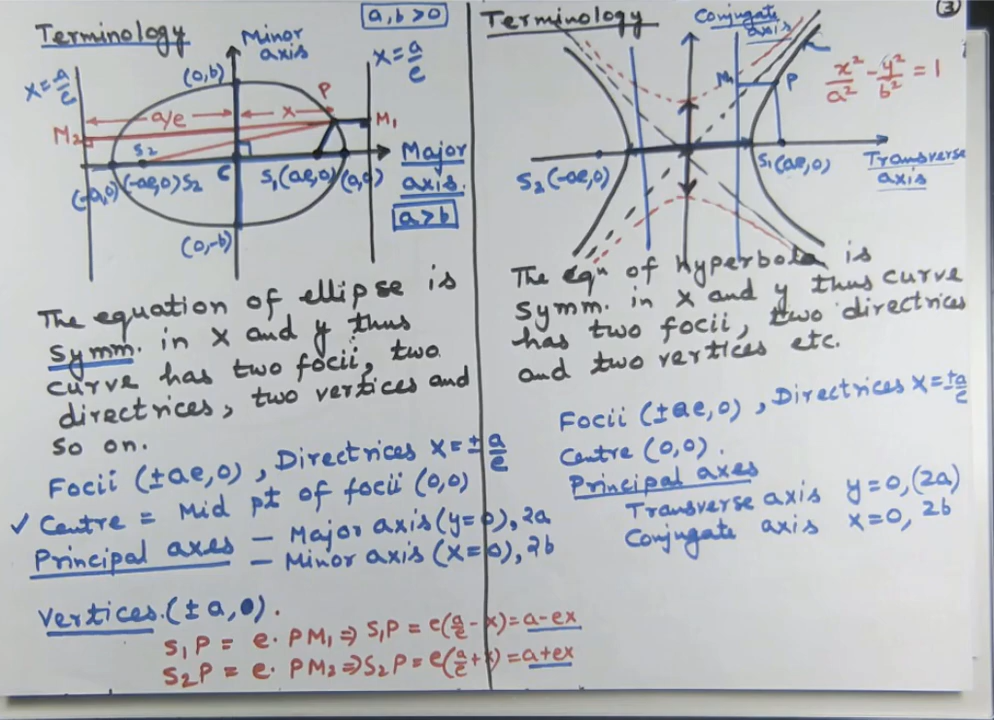 Terminology
a, b > 0
Minor
axis
x = a/e
x = a/e
(0,b)
P
M2
a/e
x
M1
S2
(-a,0)
(-ae,0) S2
C
S1(ae,0)
(a,0)
Major
axis.
a > b
(0,-b)
The equation of ellipse is
symm. in x and y thus
curve has two focii, two
directrices, two vertices and
so on.
Focii (±ae,0), Directrices x = ± a/e
✓ Centre = Mid pt of focii (0,0)
Principal axes – Major axis (y=0), 2a
– Minor axis (x=0), 2b
Vertices. (± a, 0).
S1P = e. PM1 ⇒ S1P = e(a/e - x) = a-ex
S2P = e. PM2 ⇒ S2P = e(a/e + x) = a+ex
3
Terminology
Conjugate
axis
M1
P
x²/a² - y²/b² = 1
S2(-ae,0)
S1(ae,0)
Transverse
axis
The eqn of hyperbola is
symm. in x and y thus curve
has two focii, two directrices
and two vertices etc.
Focii (±ae,0), Directrices x = ±a/e
Centre (0,0).
Principal axes
Transverse axis y=0, (2a)
Conjugate axis x=0, 2b